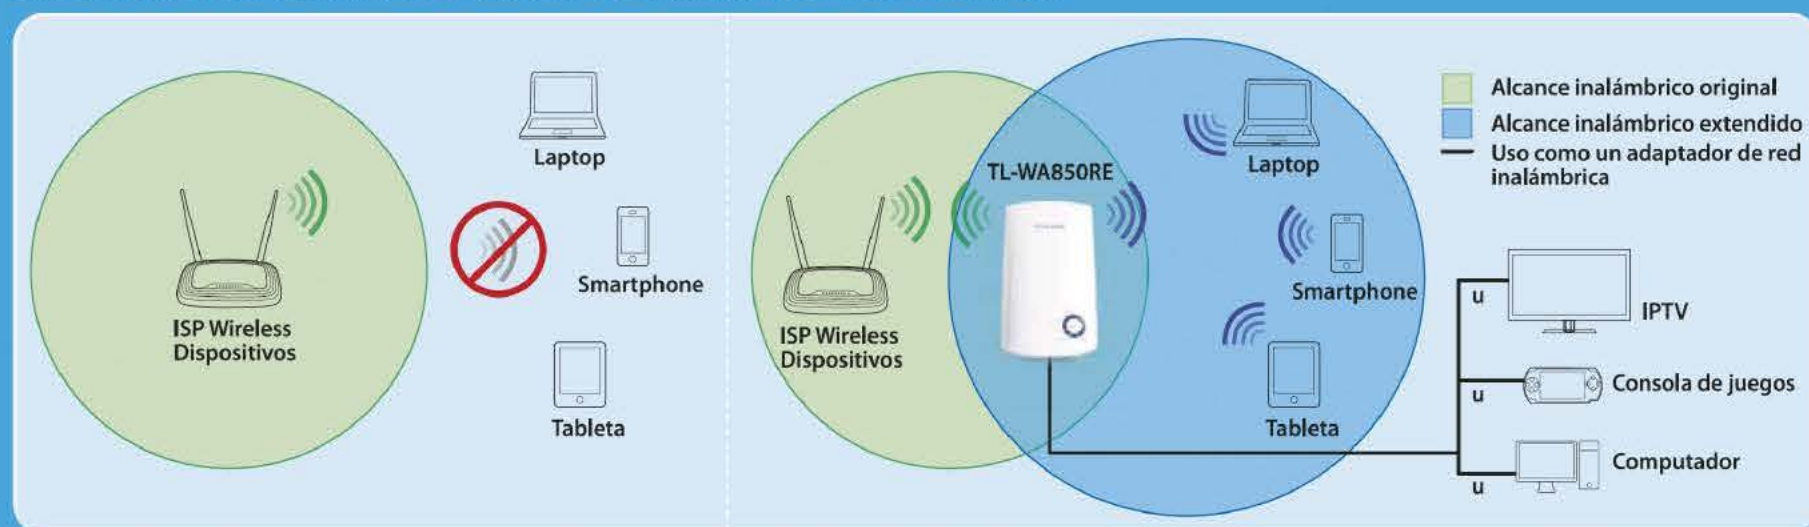 Laptop
Smartphone
ISP Wireless
Dispositivos
Tableta
TL-WA850RE
Laptop
ISP Wireless
Dispositivos
Smartphone
Tableta
Alcance inalámbrico original
Alcance inalámbrico extendido
Uso como un adaptador de red
inalámbrica
u
IPTV
u
Consola de juegos
u
Computador